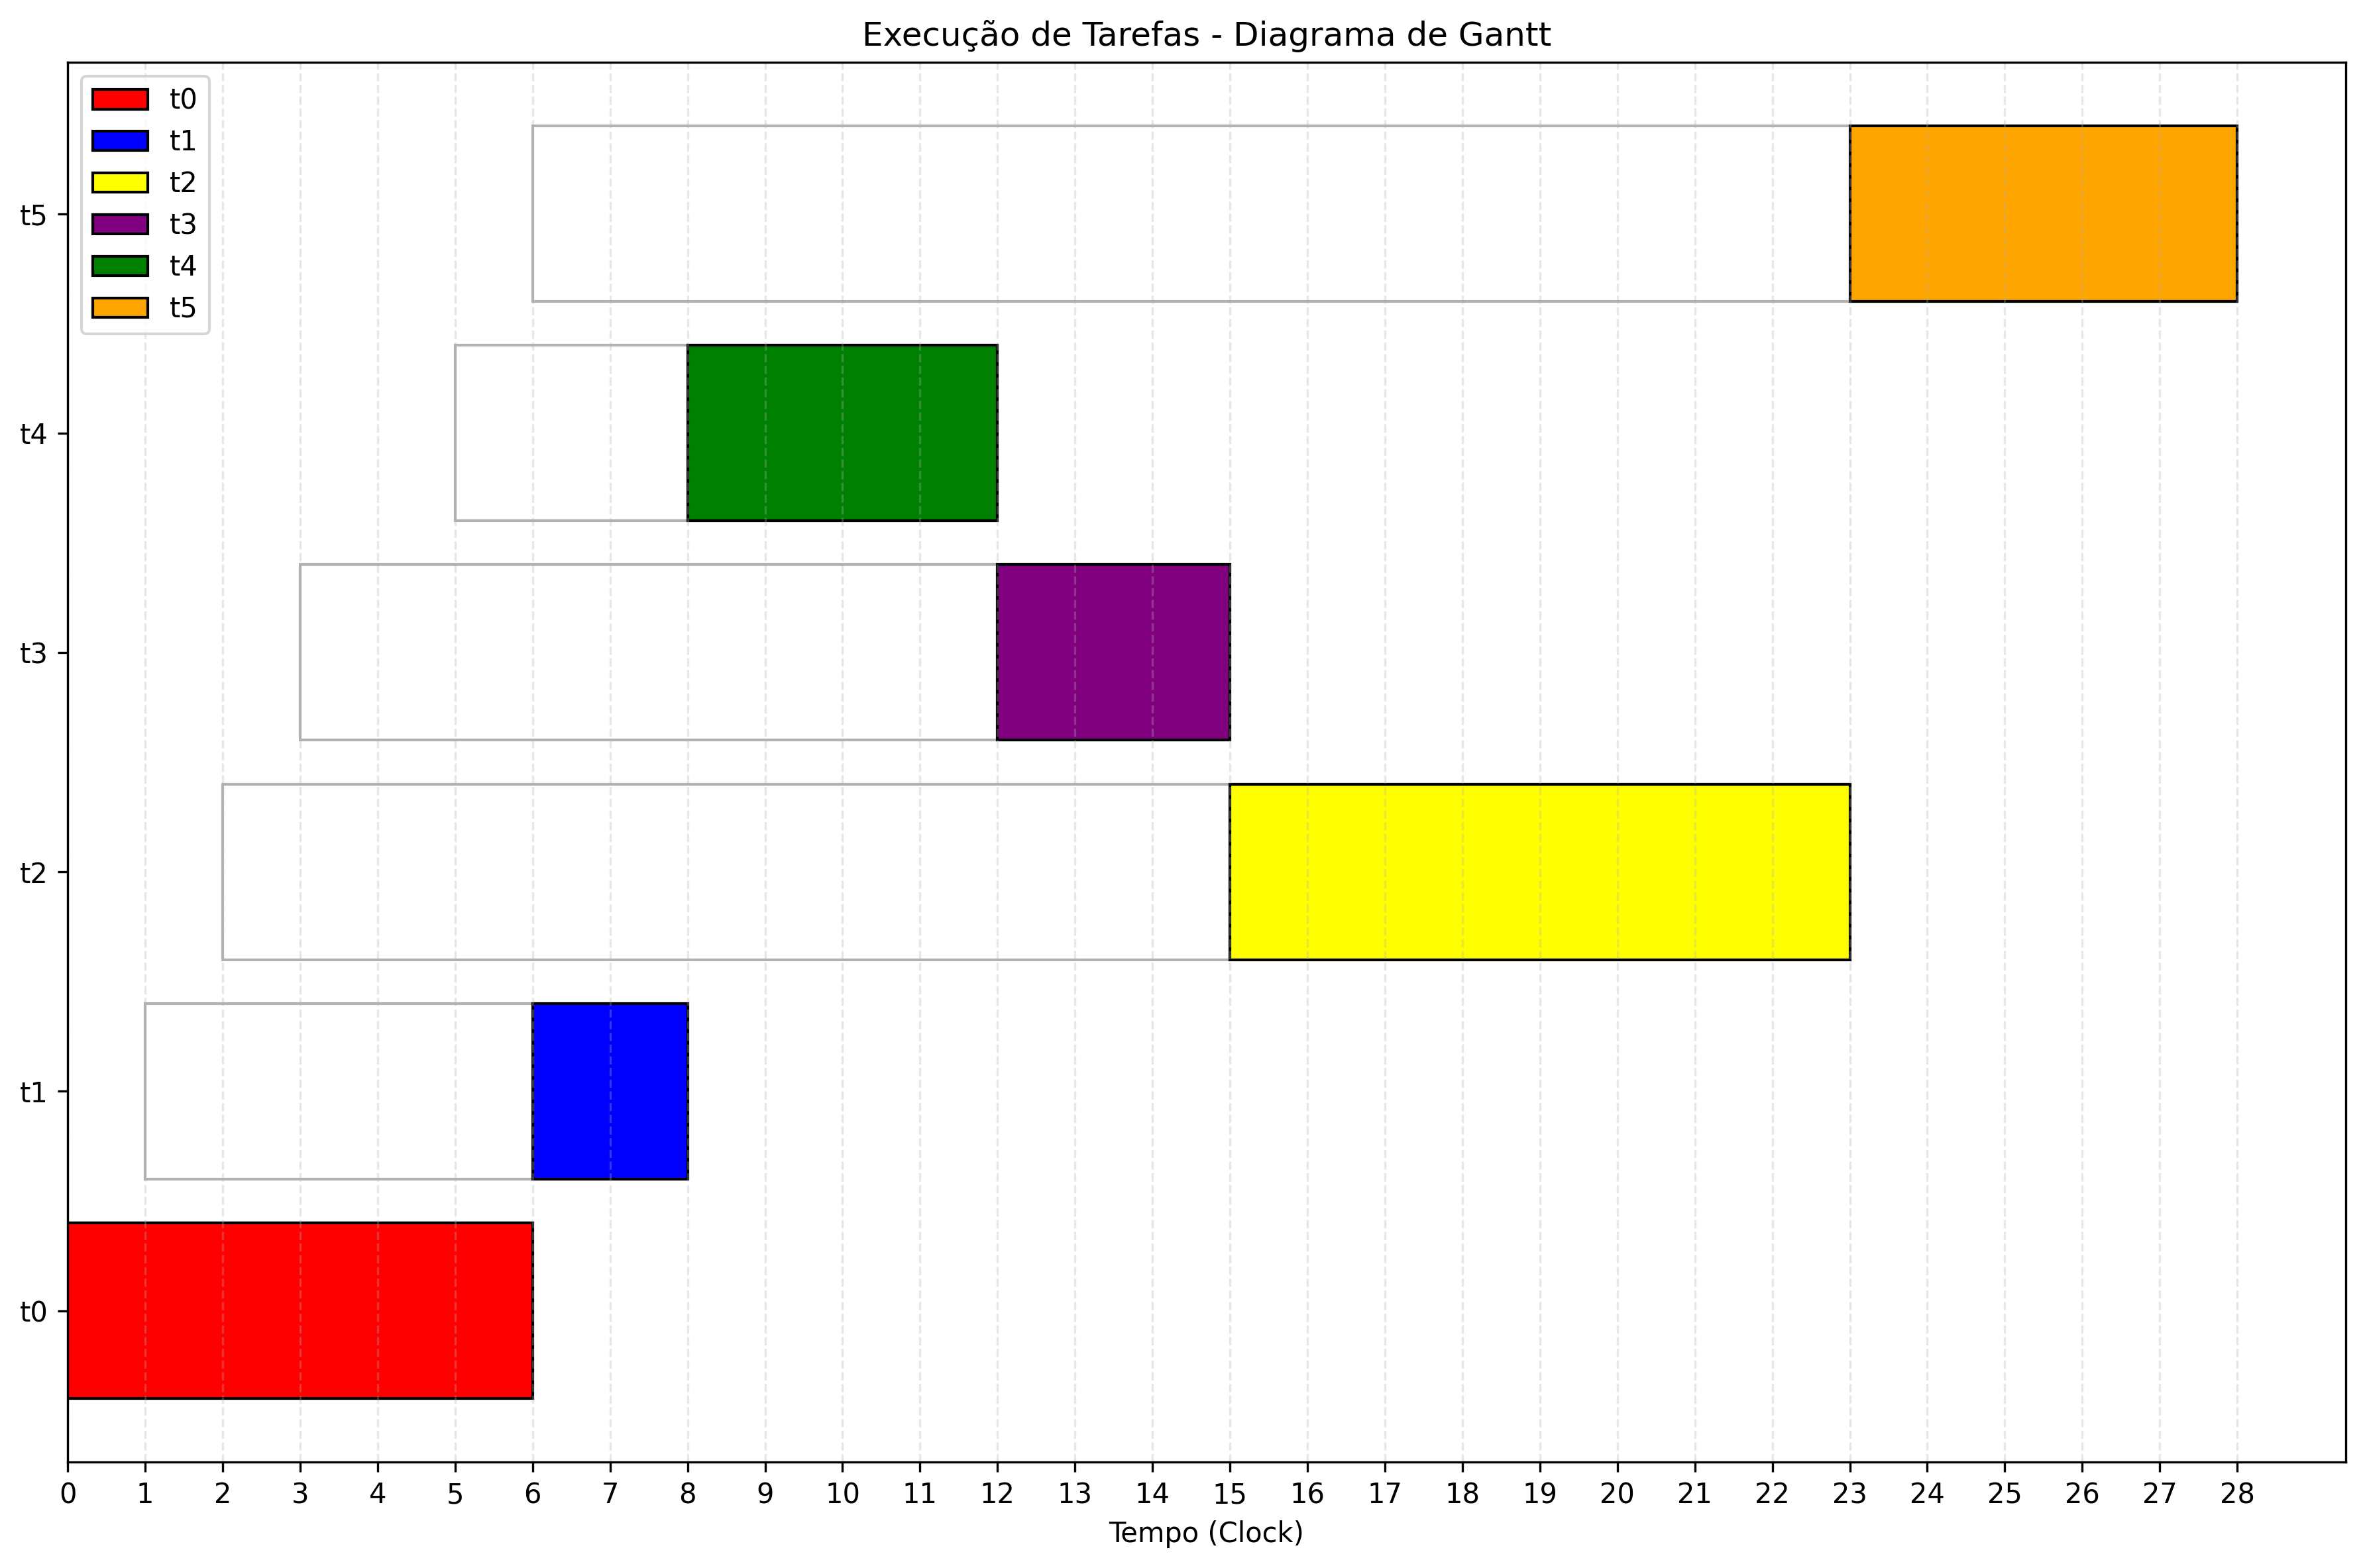 Execução de Tarefas - Diagrama de Gantt
t0
t1
t2
t3
t4
t5
t5
t4
t3
t2
t1
t0
0 1 2 3 4 5 6 7 8 9 10 11 12 13 14 15 16 17 18 19 20 21 22 23 24 25 26 27 28
Tempo (Clock)